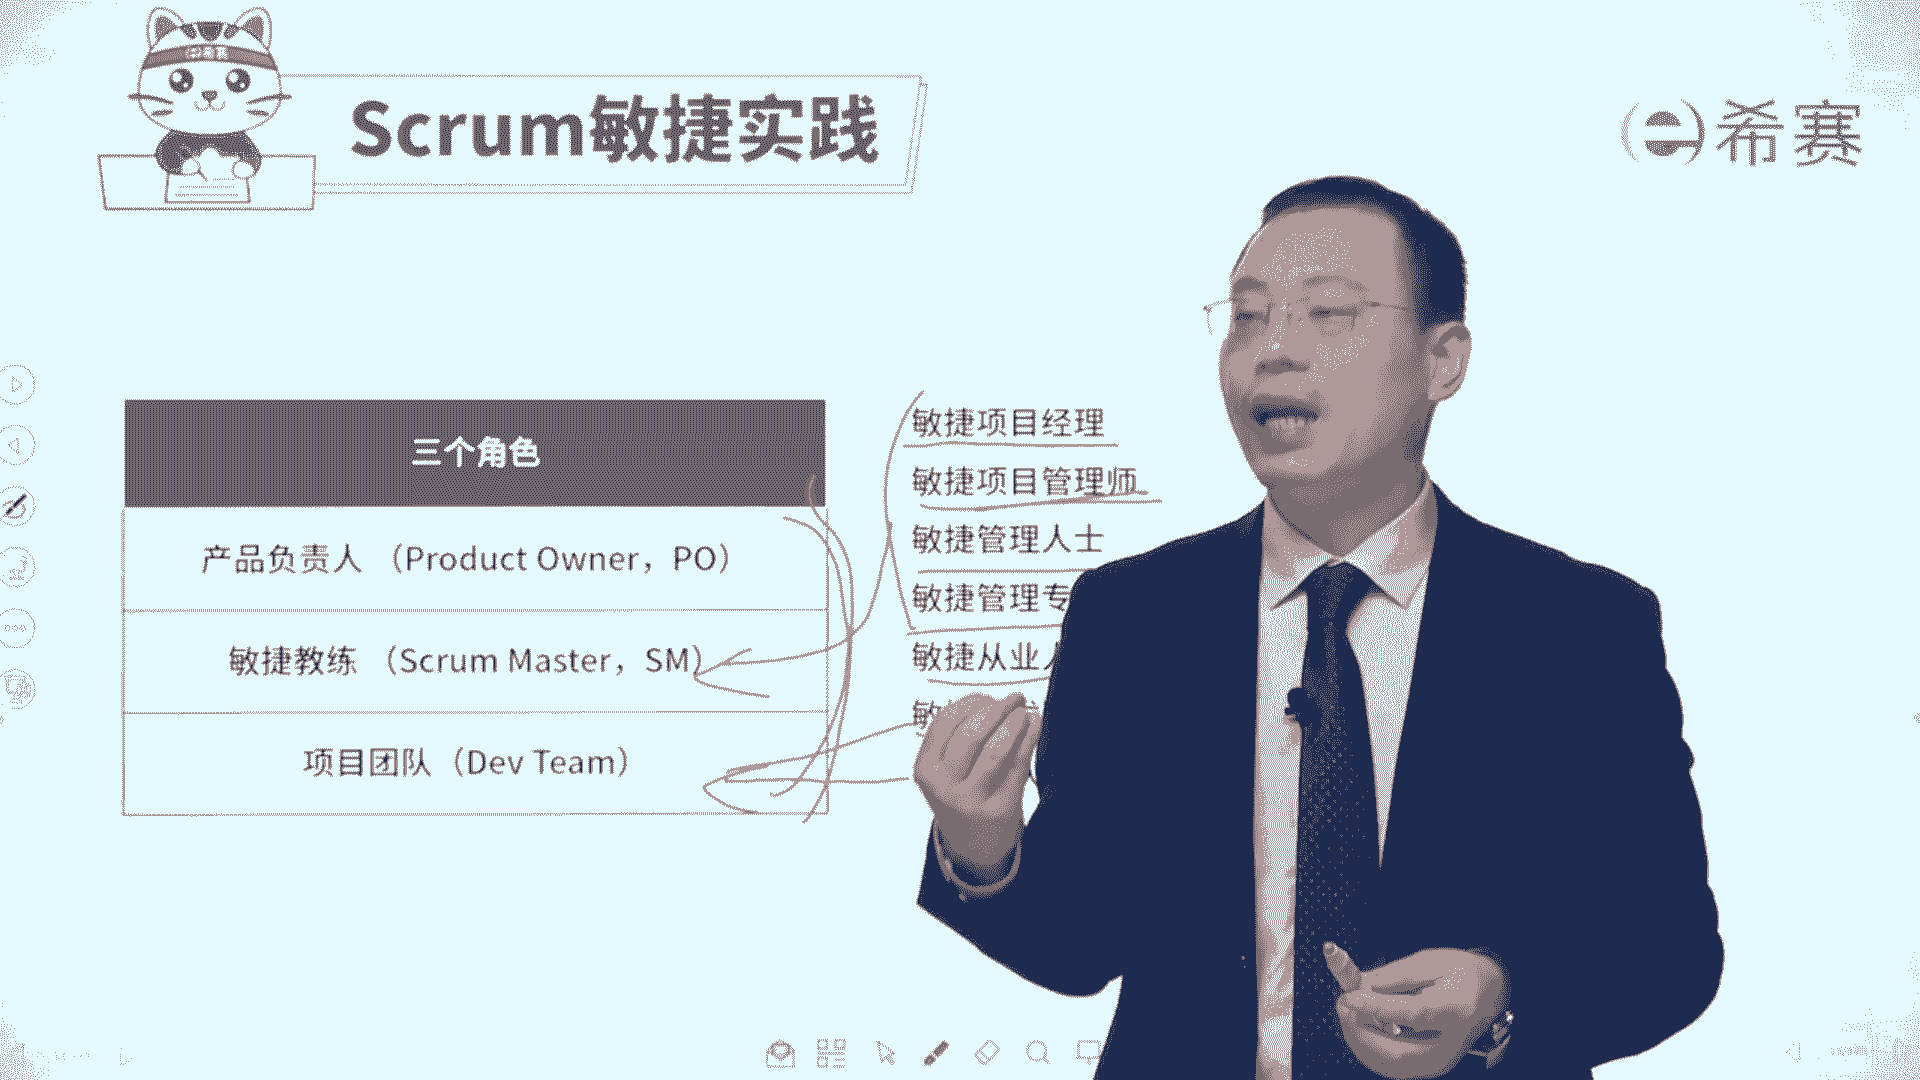 Scrum敏捷实践
希赛
三个角色
产品负责人 （Product Owner，PO）
敏捷教练 （Scrum Master，SM）
项目团队（Dev Team）
敏捷项目经理
敏捷项目管理师
敏捷管理人士
敏捷管理专
敏捷从业
敏